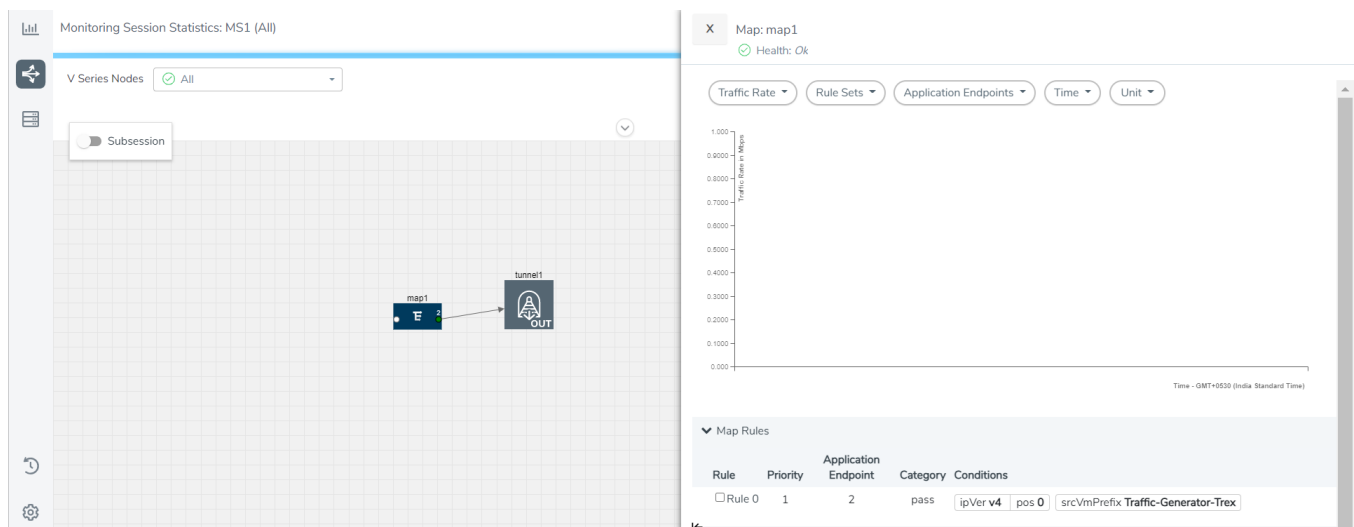 Monitoring Session Statistics: MS1 (All)
V Series Nodes All
Subsession
map1
E 2
tunnel1
OUT
X Map: map1
Health: Ok
Traffic Rate Rule Sets Application Endpoints Time Unit
1.000
0.9000
0.8000
0.7000
0.6000
0.5000
0.4000
0.3000
0.2000
0.1000
0.000
Traffic Rate in Mbps
Time - GMT+0530 (India Standard Time)
Map Rules
Rule Priority Application Endpoint Category Conditions
Rule 0 1 2 pass ipVer v4 pos 0 srcVmPrefix Traffic-Generator-Trex